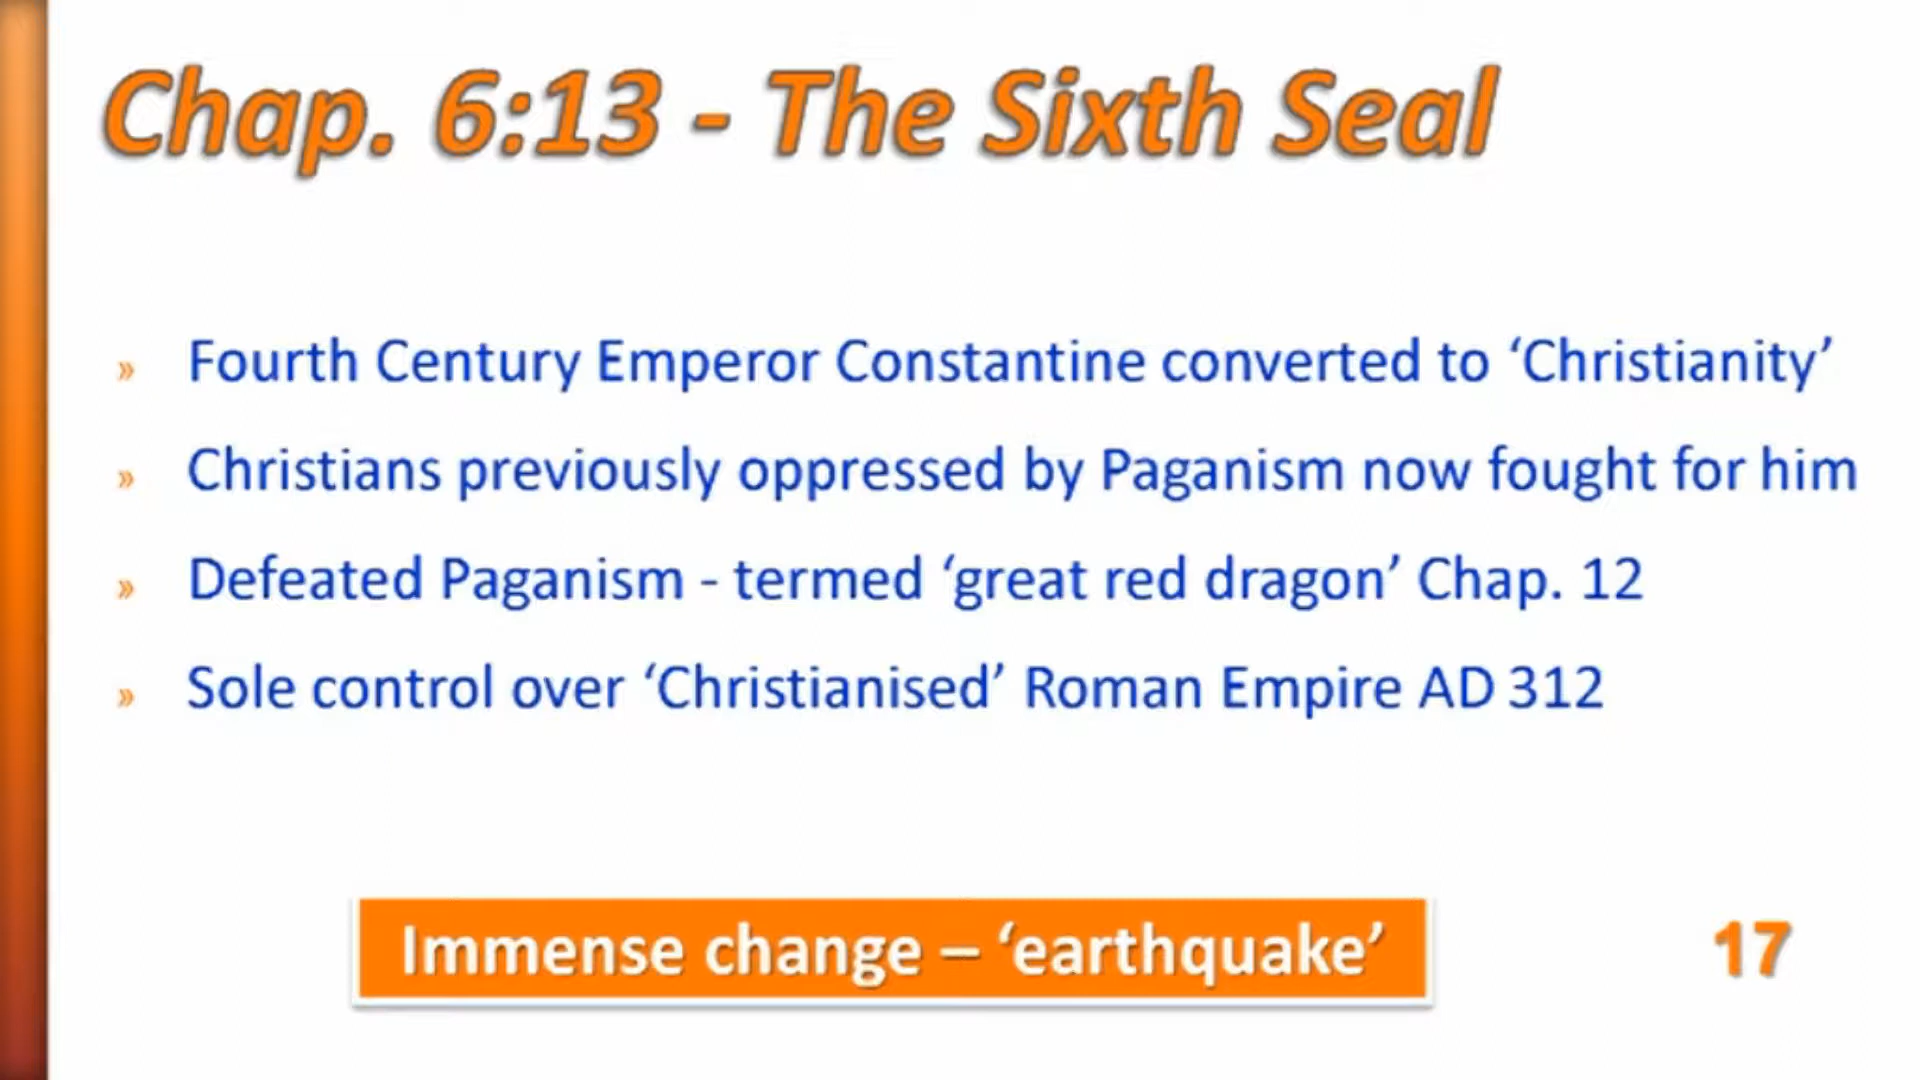 Chap. 6:13 - The Sixth Seal
» Fourth Century Emperor Constantine converted to ‘Christianity’
» Christians previously oppressed by Paganism now fought for him
» Defeated Paganism - termed ‘great red dragon’ Chap. 12
» Sole control over ‘Christianised’ Roman Empire AD 312
Immense change – ‘earthquake’
17